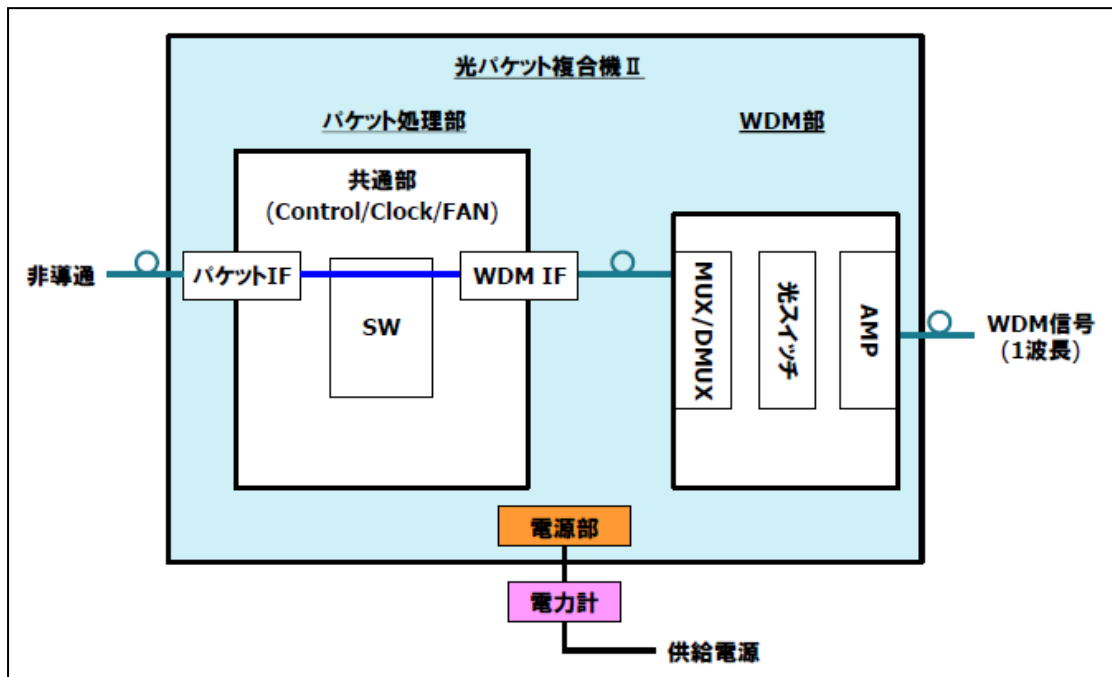 光パケット複合機Ⅱ
パケット処理部
WDM部
共通部
(Control/Clock/FAN)
非導通
パケットIF
SW
WDM IF
MUX/DMUX
光スイッチ
AMP
WDM信号
(1波長)
電源部
電力計
供給電源